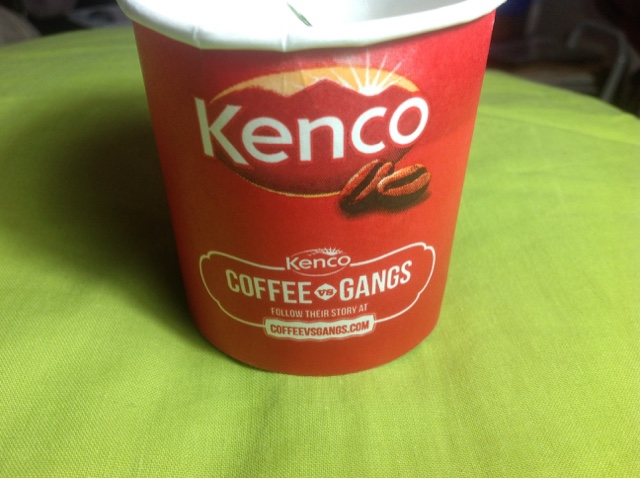 Kenco
Kenco
COFFEE VS GANGS
FOLLOW THEIR STORY AT
COFFEEVSGANGS.COM